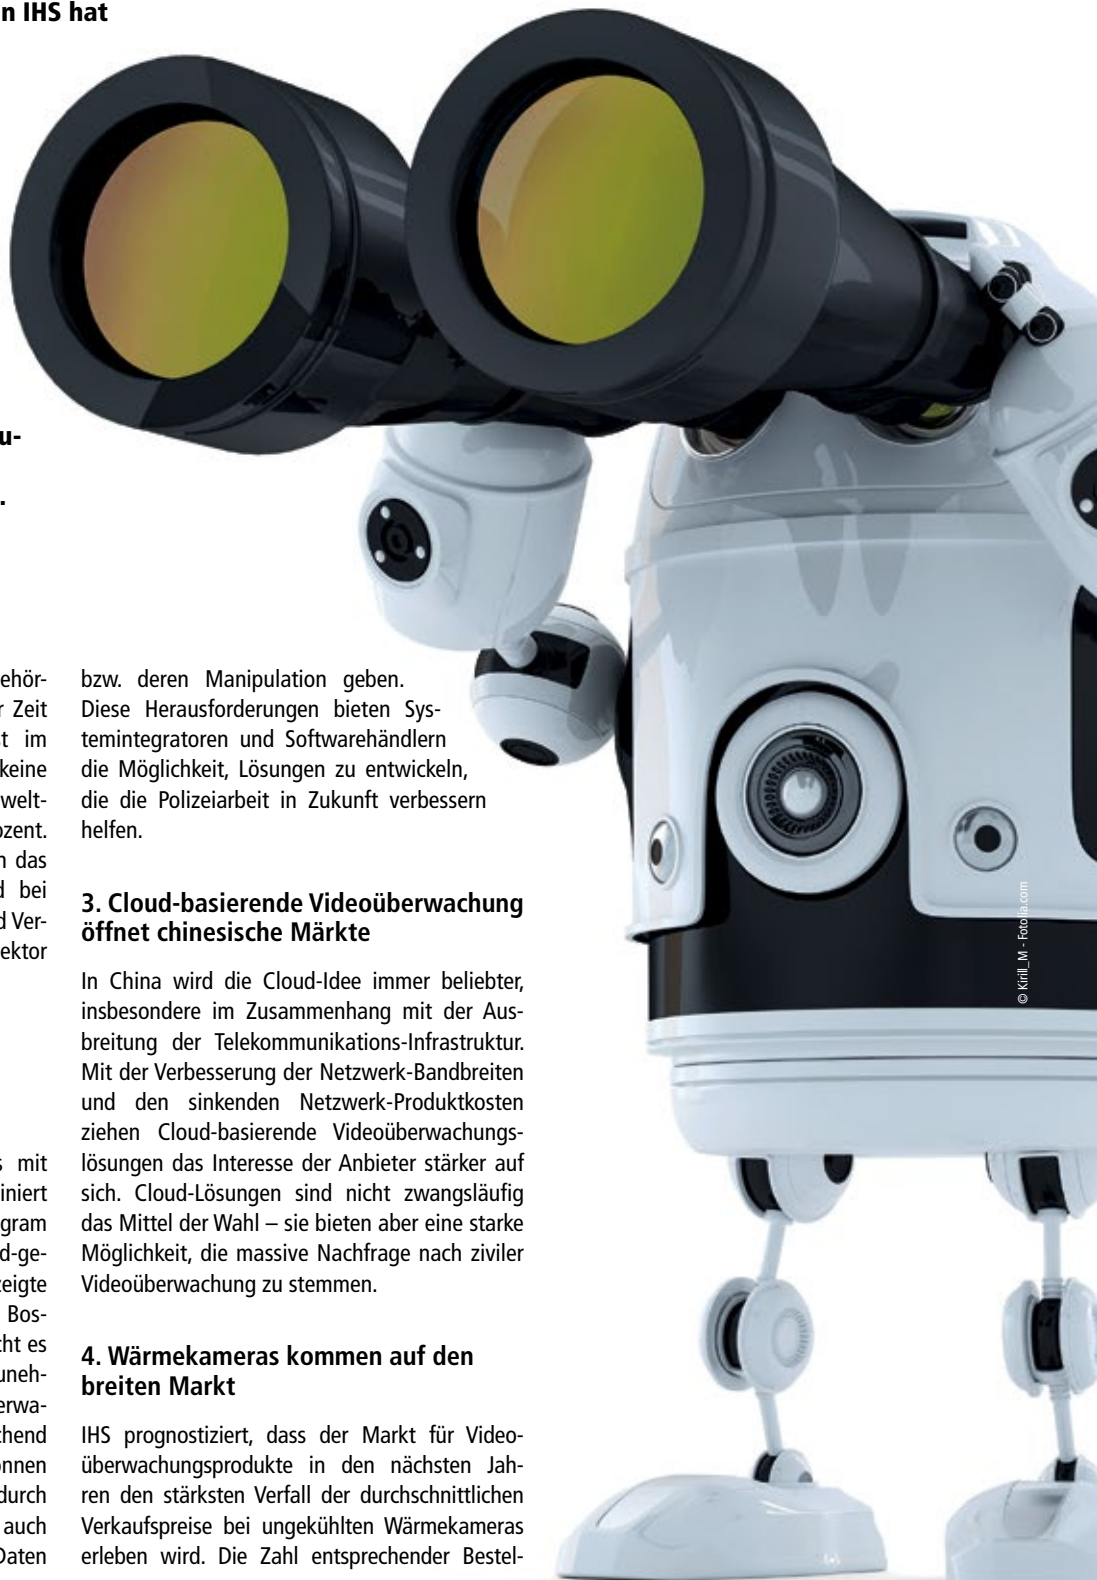 n IHS hat
u-
.
ehör-
r Zeit
t im
keine
welt-
ozent.
n das
d bei
d Ver-
ektor
s mit
iniert
gram
d-ge-
eigte
Bos-
cht es
uneh-
erwa-
chend
önnen
durch
auch
Daten
bzw. deren Manipulation geben.
Diese Herausforderungen bieten Sys-
temintegratoren und Softwarehändlern
die Möglichkeit, Lösungen zu entwickeln,
die die Polizeiarbeit in Zukunft verbessern
helfen.
3. Cloud-basierende Videoüberwachung
öffnet chinesische Märkte
In China wird die Cloud-Idee immer beliebter,
insbesondere im Zusammenhang mit der Aus-
breitung der Telekommunikations-Infrastruktur.
Mit der Verbesserung der Netzwerk-Bandbreiten
und den sinkenden Netzwerk-Produktkosten
ziehen Cloud-basierende Videoüberwachungs-
lösungen das Interesse der Anbieter stärker auf
sich. Cloud-Lösungen sind nicht zwangsläufig
das Mittel der Wahl – sie bieten aber eine starke
Möglichkeit, die massive Nachfrage nach ziviler
Videoüberwachung zu stemmen.
4. Wärmekameras kommen auf den
breiten Markt
IHS prognostiziert, dass der Markt für Video-
überwachungsprodukte in den nächsten Jah-
ren den stärksten Verfall der durchschnittlichen
Verkaufspreise bei ungekühlten Wärmekameras
erleben wird. Die Zahl entsprechender Bestel-
© Kirill_M - Fotolia.com